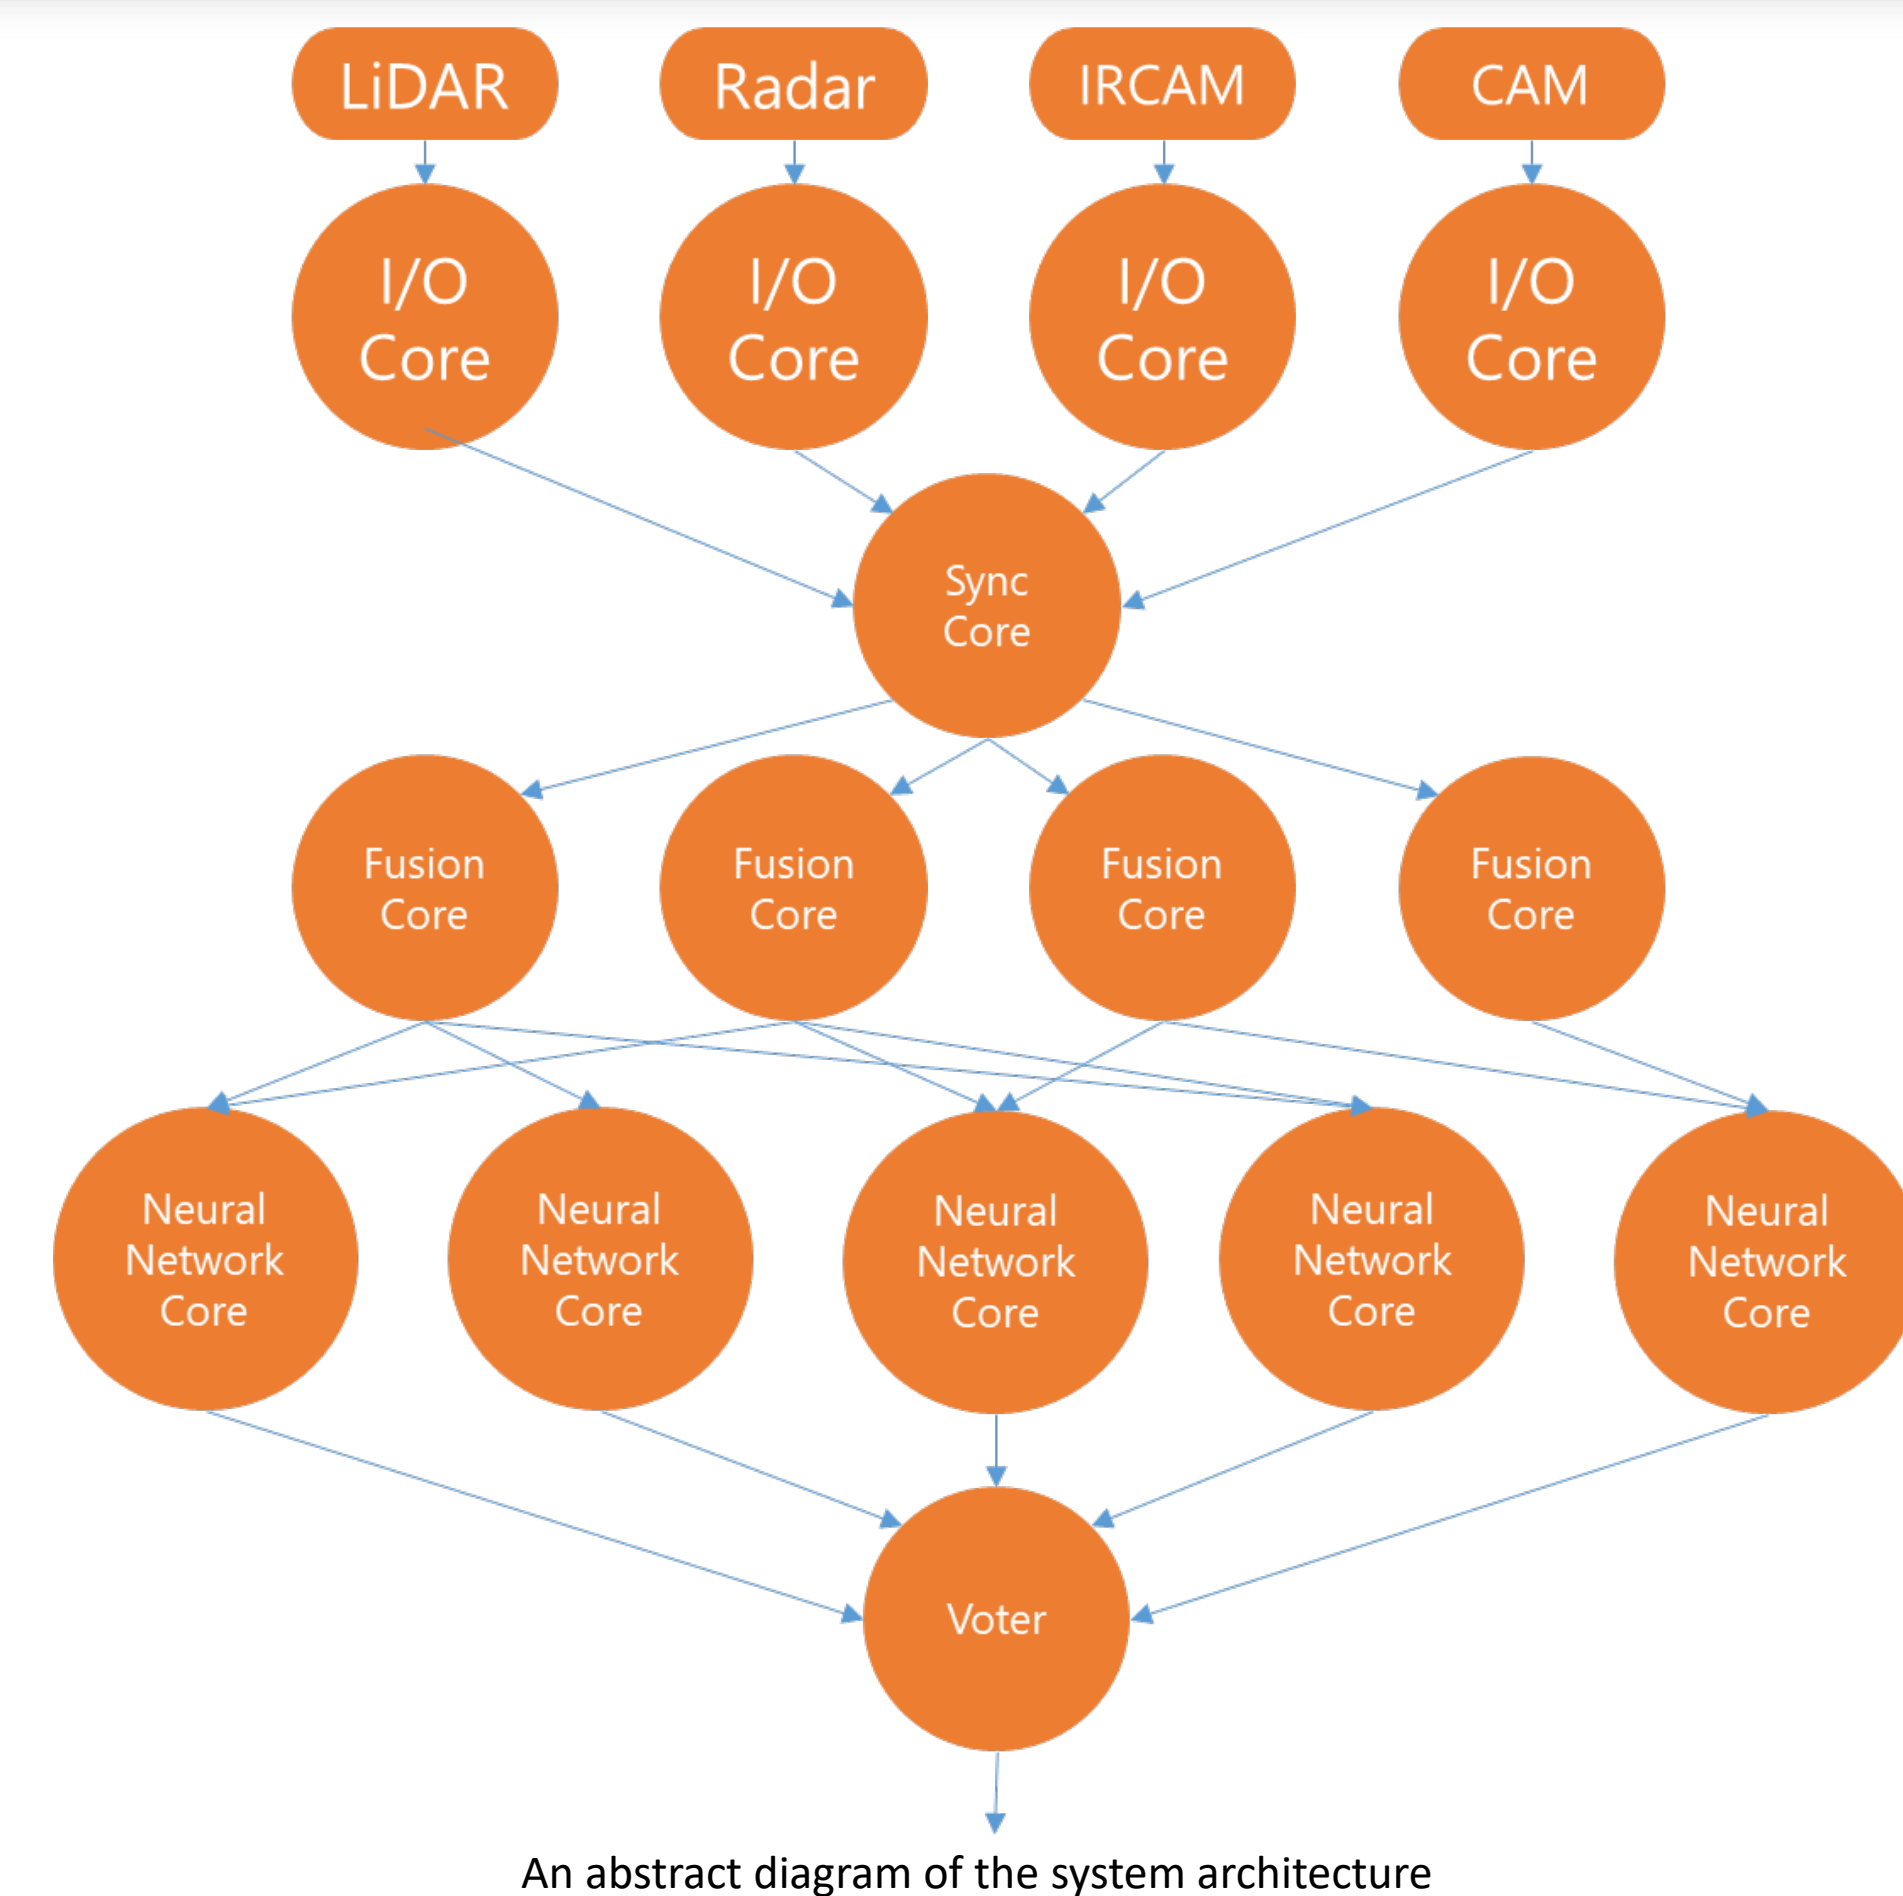 LiDAR
Radar
IRCAM
CAM
I/O
Core
I/O
Core
I/O
Core
I/O
Core
Sync
Core
Fusion
Core
Fusion
Core
Fusion
Core
Fusion
Core
Neural
Network
Core
Neural
Network
Core
Neural
Network
Core
Neural
Network
Core
Neural
Network
Core
Voter
An abstract diagram of the system architecture